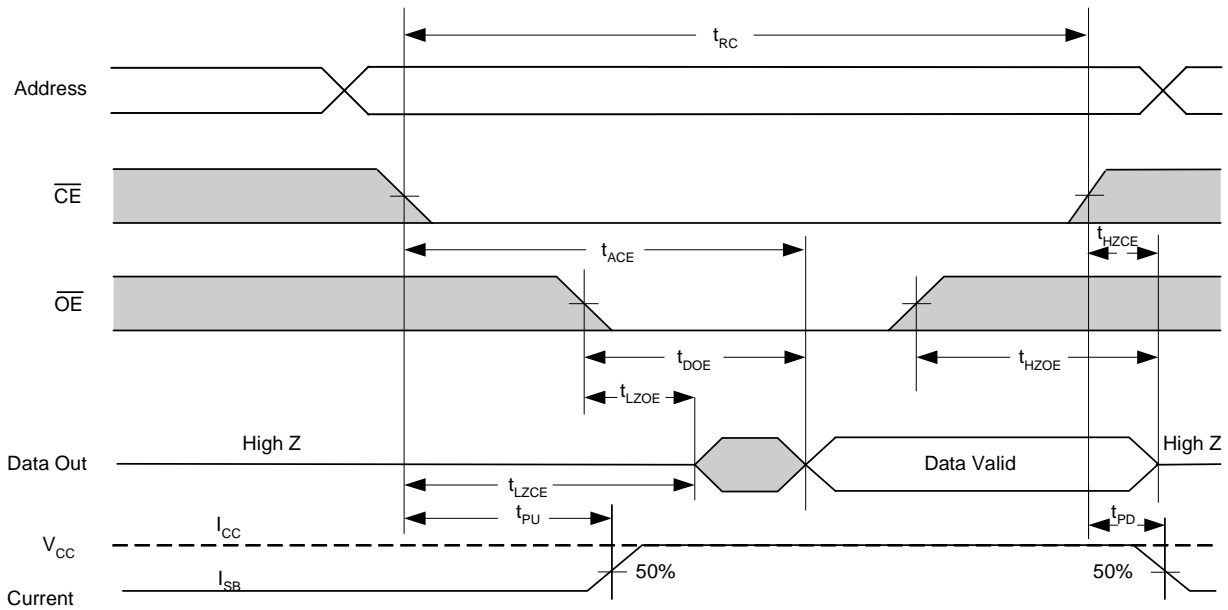 tRC
Address
CE
tHZCE
tACE
OE
tDOE
tHZOE
tLZOE
High Z
High Z
Data Out
Data Valid
tLZCE
tPU
tPD
ICC
VCC
50%
50%
ISB
Current